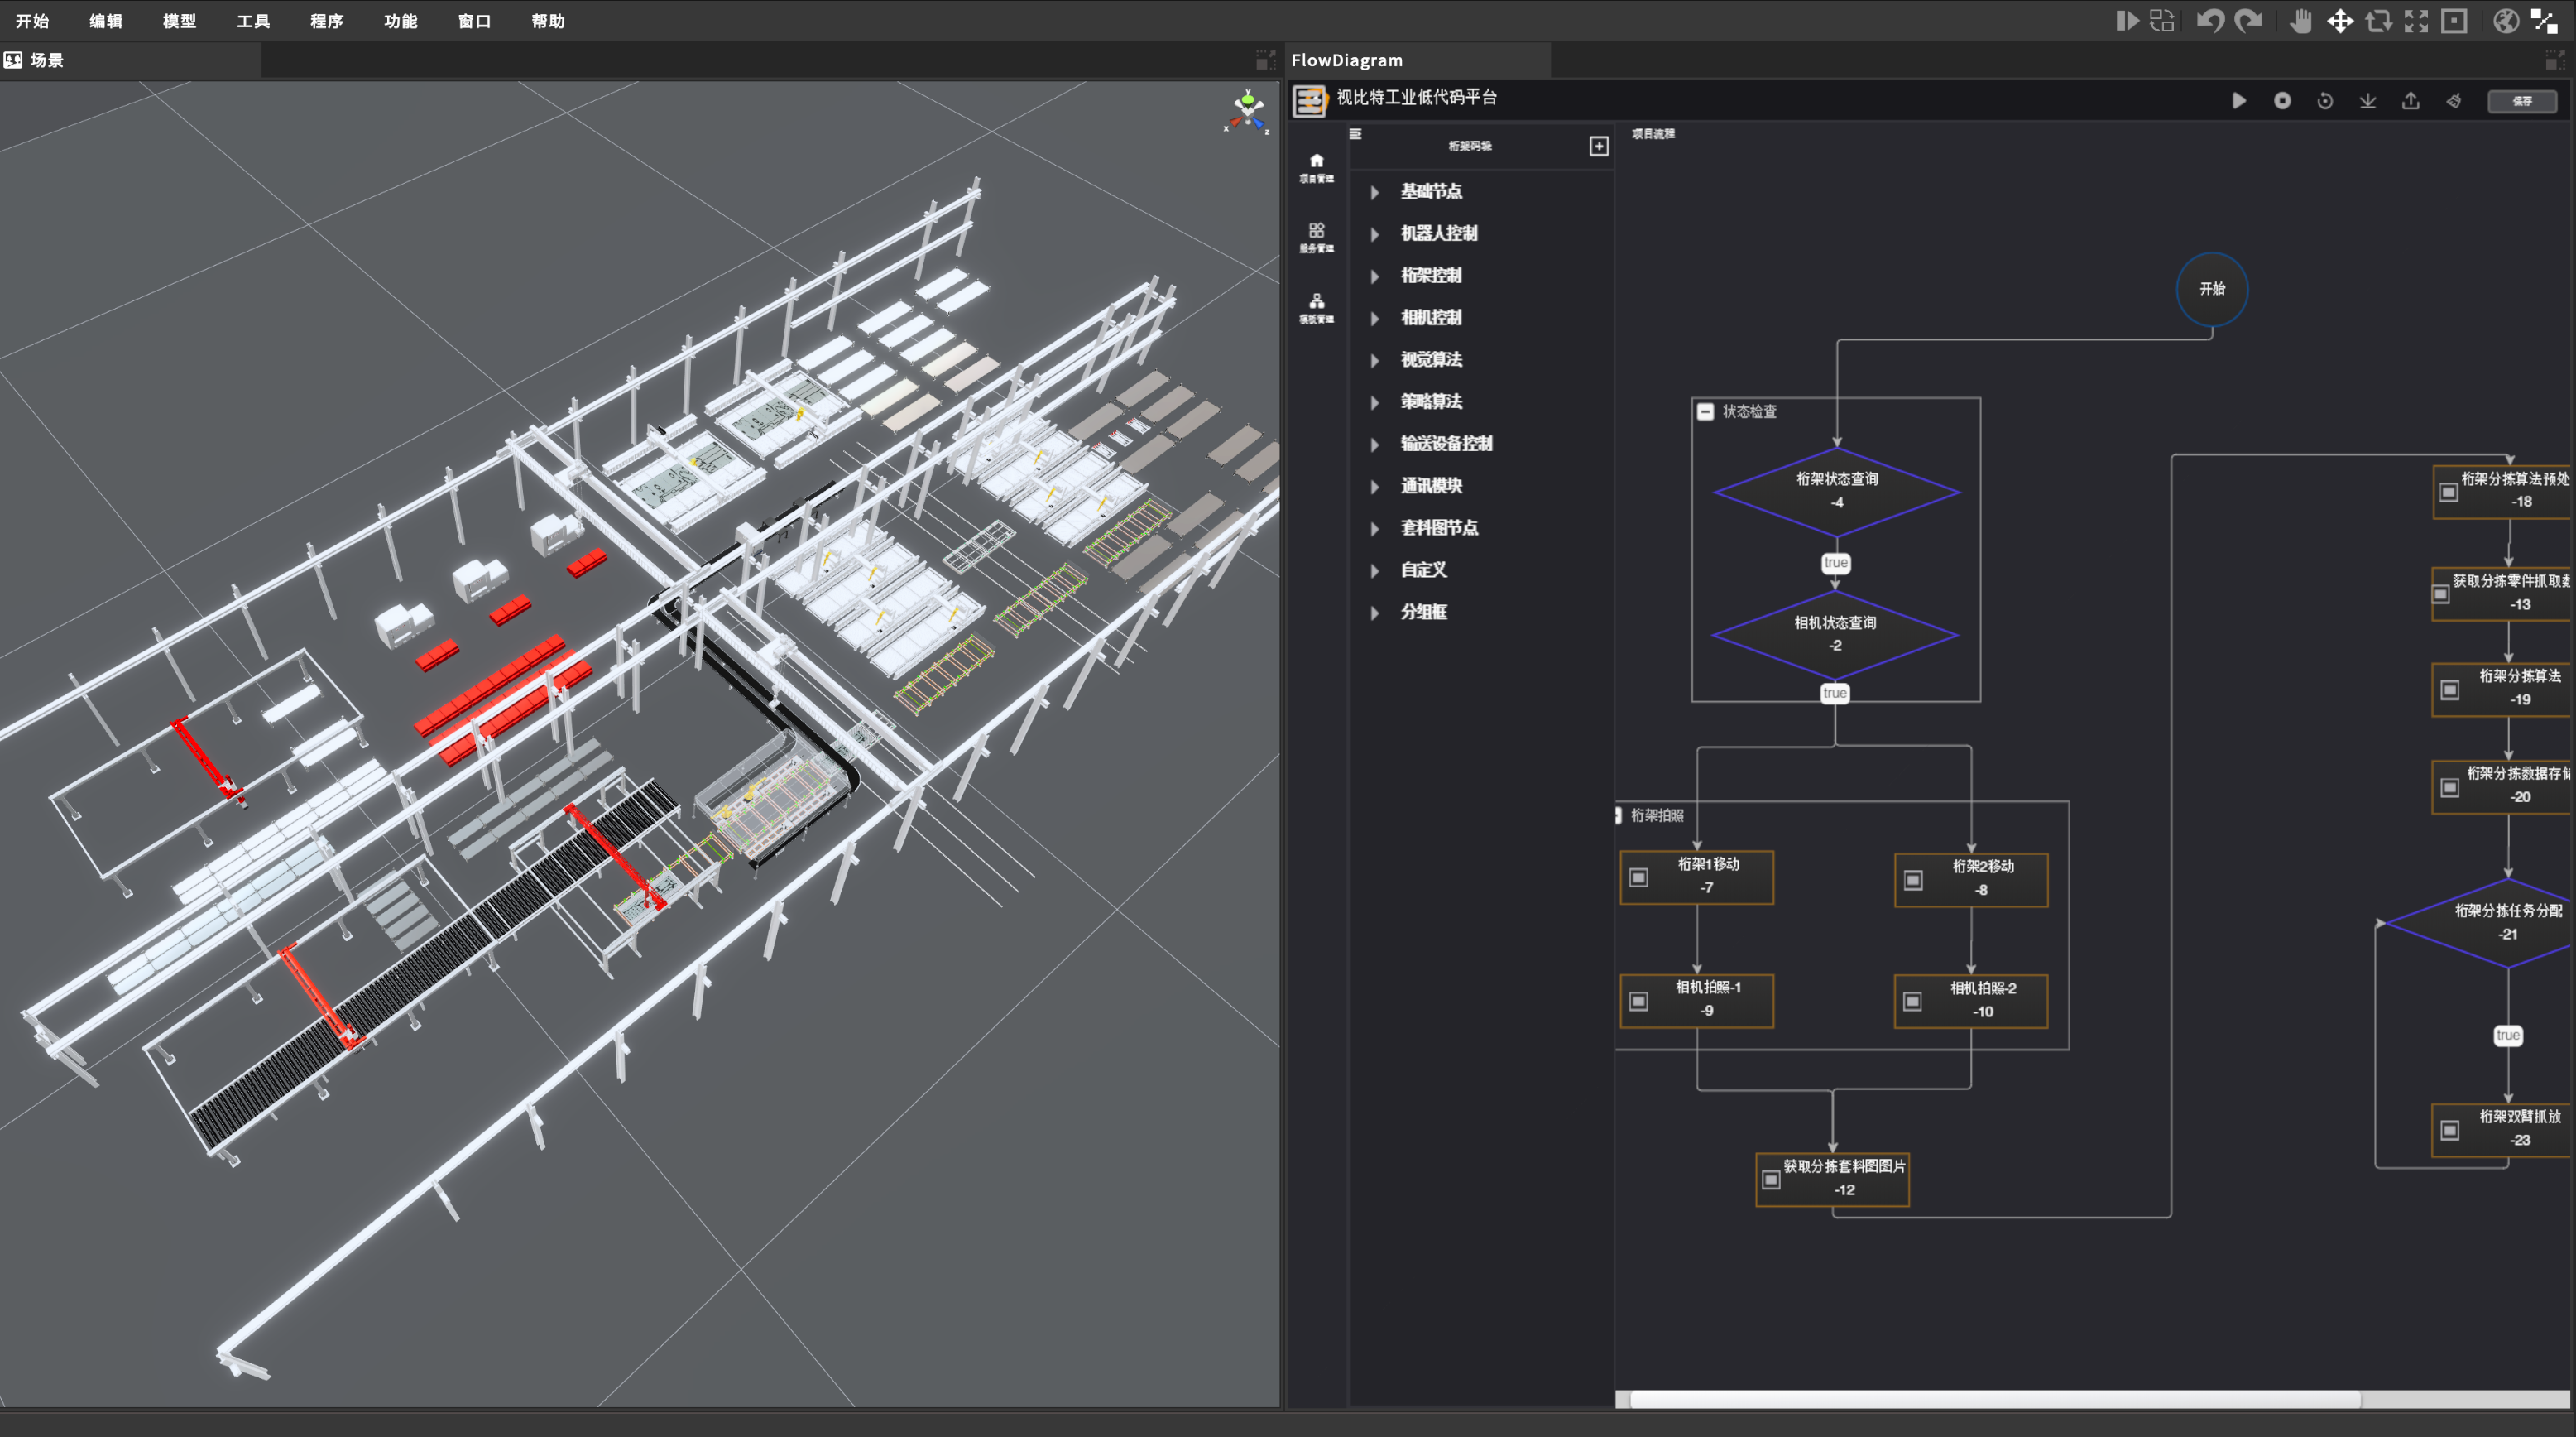 开始 编辑 模型 工具 程序 功能 窗口 帮助
场景
y
x
z
FlowDiagram
视比特工业低代码平台
保存
项目管理
服务管理
模板管理
桁架码垛
基础节点
机器人控制
桁架控制
相机控制
视觉算法
策略算法
输送设备控制
通讯模块
套料图节点
自定义
分组框
项目流程
开始
状态检查
桁架状态查询
-4
true
相机状态查询
-2
true
桁架拍照
桁架1移动
-7
桁架2移动
-8
相机拍照-1
-9
相机拍照-2
-10
获取分拣套料图图片
-12
桁架分拣算法预处
-18
获取分拣零件抓取
-13
桁架分拣算法
-19
桁架分拣数据存储
-20
桁架分拣任务分配
-21
true
桁架双臂抓放
-23